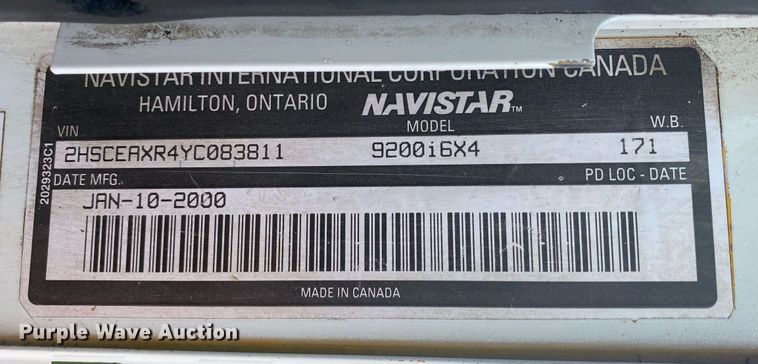 NAVISTAR INTERNATIONAL CORPORATION CANADA
HAMILTON, ONTARIO NAVISTAR™
VIN MODEL W.B.
2HSCEAXR4YC083811 9200i6X4 171
DATE MFG. PD LOC - DATE
JAN-10-2000
MADE IN CANADA
2029323C1
Purple Wave Auction